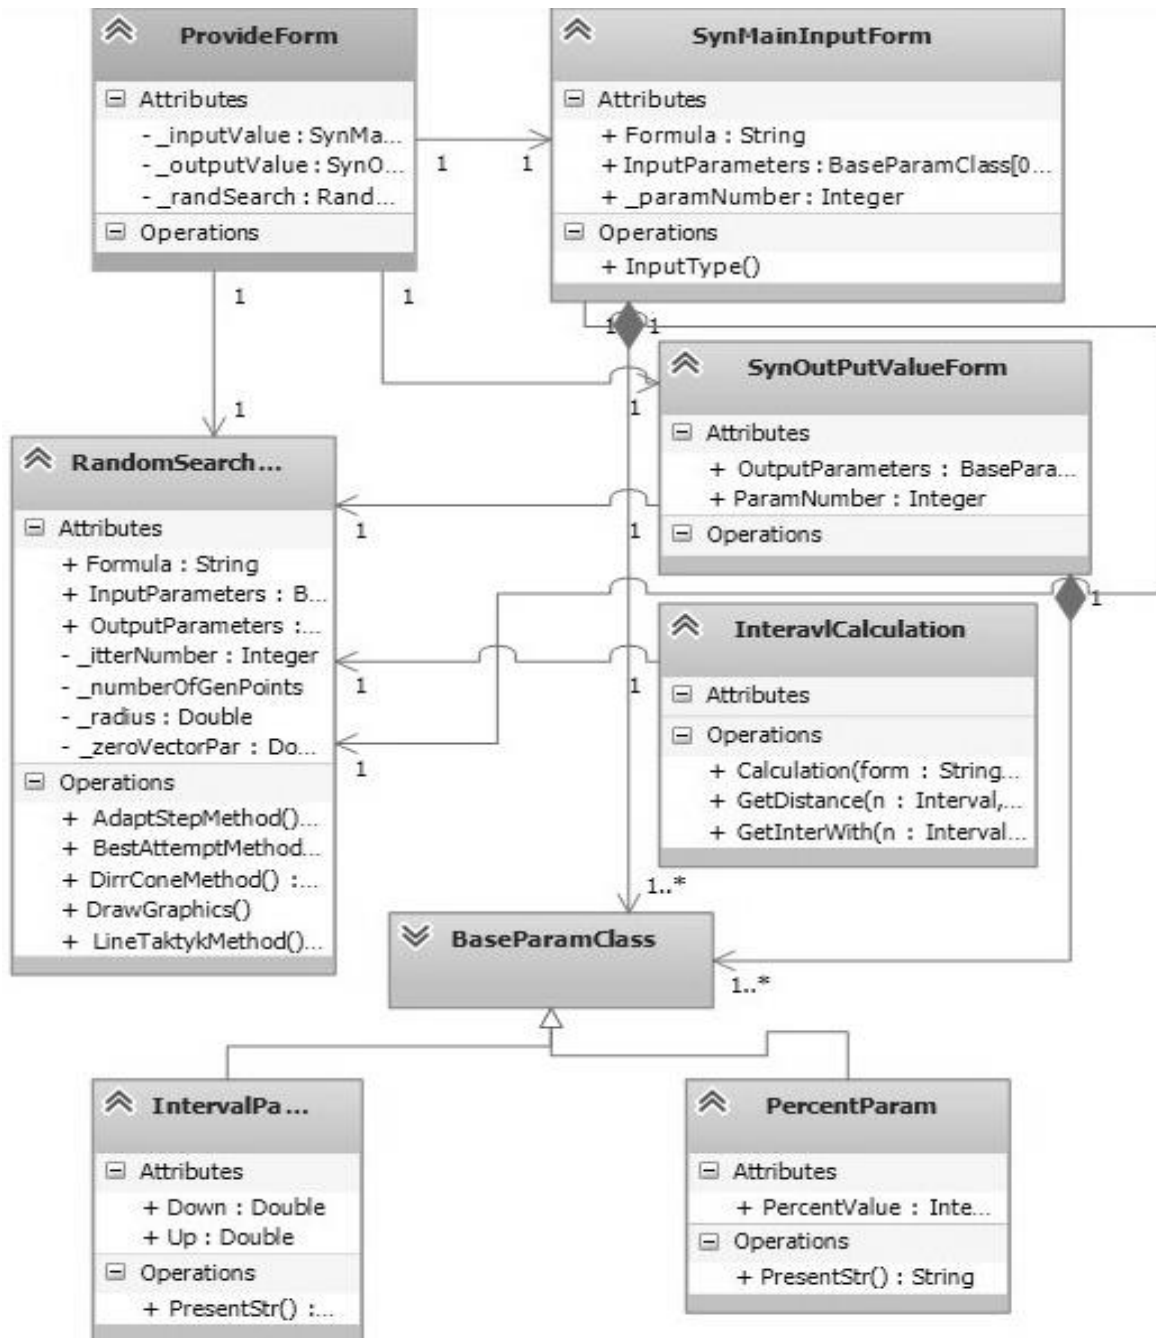 ProvideForm
Attributes
- _inputValue : SynMa...
- _outputValue : SynO...
- _randSearch : Rand...
Operations
SynMainInputForm
Attributes
+ Formula : String
+ InputParameters : BaseParamClass[0...
+ _paramNumber : Integer
Operations
+ InputType()
1
1
1
1
1
1
1
SynOutPutValueForm
Attributes
+ OutputParameters : BasePara...
+ ParamNumber : Integer
Operations
1
1
RandomSearch...
Attributes
+ Formula : String
+ InputParameters : B...
+ OutputParameters :...
- _itterNumber : Integer
- _numberOfGenPoints
- _radius : Double
- _zeroVectorPar : Do...
Operations
+ AdaptStepMethod()...
+ BestAttemptMethod...
+ DirrConeMethod() :...
+ DrawGraphics()
+ LineTaktykMethod()...
1
1
1
1
1
InteravlCalculation
Attributes
Operations
+ Calculation(form : String...
+ GetDistance(n : Interval,...
+ GetInterWith(n : Interval...
1..*
BaseParamClass
1..*
IntervalPa...
Attributes
+ Down : Double
+ Up : Double
Operations
+ PresentStr() :...
PercentParam
Attributes
+ PercentValue : Inte...
Operations
+ PresentStr() : String